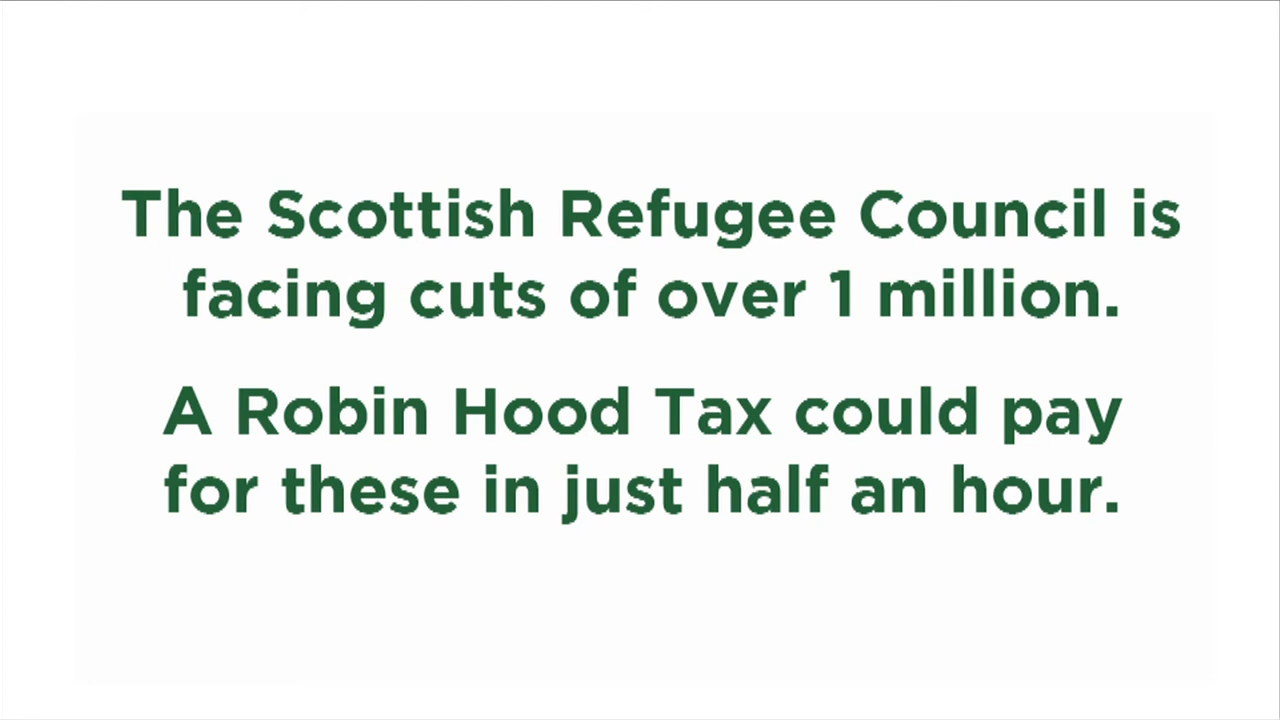 The Scottish Refugee Council is
facing cuts of over 1 million.
A Robin Hood Tax could pay
for these in just half an hour.